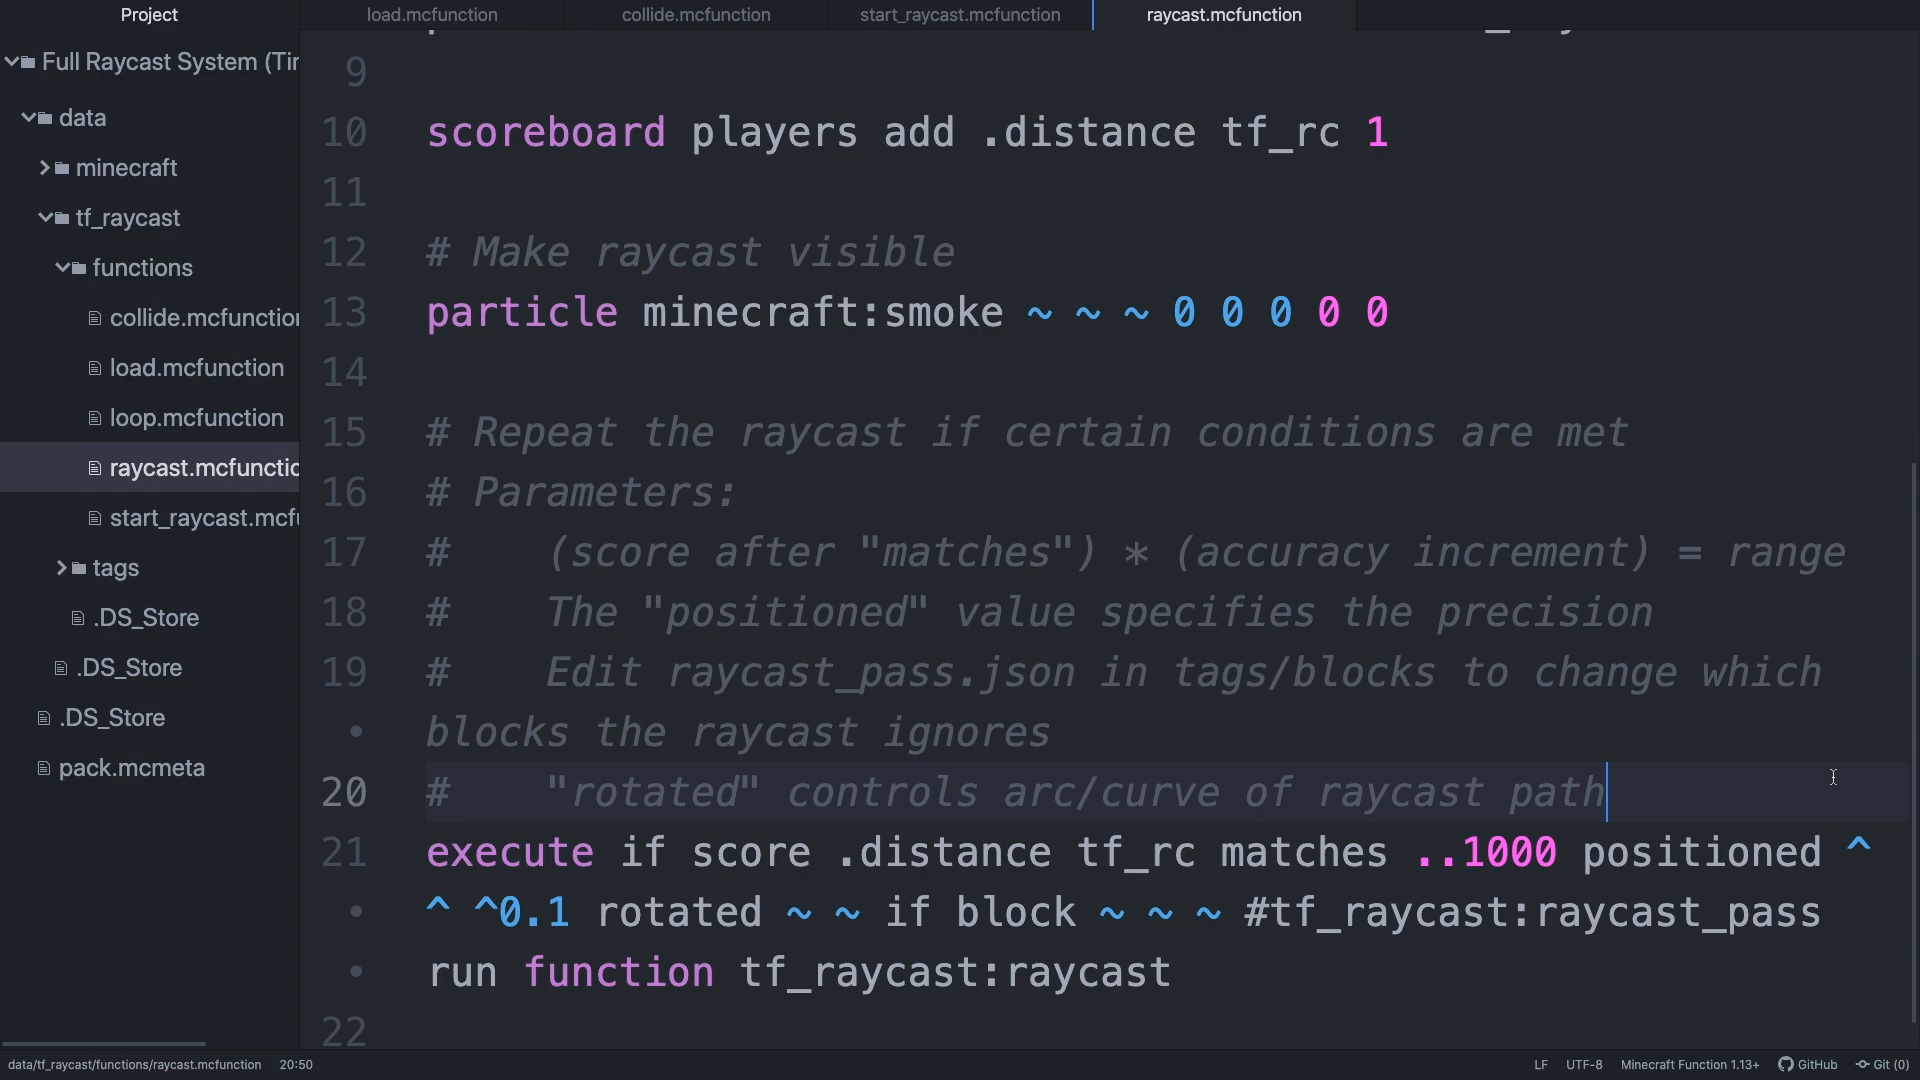 Project
load.mcfunction
collide.mcfunction
start_raycast.mcfunction
raycast.mcfunction
Full Raycast System (Tir
data
minecraft
tf_raycast
functions
collide.mcfunction
load.mcfunction
loop.mcfunction
raycast.mcfunctic
start_raycast.mcfu
tags
.DS_Store
.DS_Store
.DS_Store
pack.mcmeta
9
10 scoreboard players add .distance tf_rc 1
11
12 # Make raycast visible
13 particle minecraft:smoke ~ ~ ~ 0 0 0 0 0
14
15 # Repeat the raycast if certain conditions are met
16 # Parameters:
17 # (score after "matches") * (accuracy increment) = range
18 # The "positioned" value specifies the precision
19 # Edit raycast_pass.json in tags/blocks to change which
• blocks the raycast ignores
20 # "rotated" controls arc/curve of raycast path
21 execute if score .distance tf_rc matches ..1000 positioned ^
• ^ ^0.1 rotated ~ ~ if block ~ ~ ~ #tf_raycast:raycast_pass
• run function tf_raycast:raycast
22
data/tf_raycast/functions/raycast.mcfunction 20:50
LF UTF-8 Minecraft Function 1.13+ GitHub Git (0)